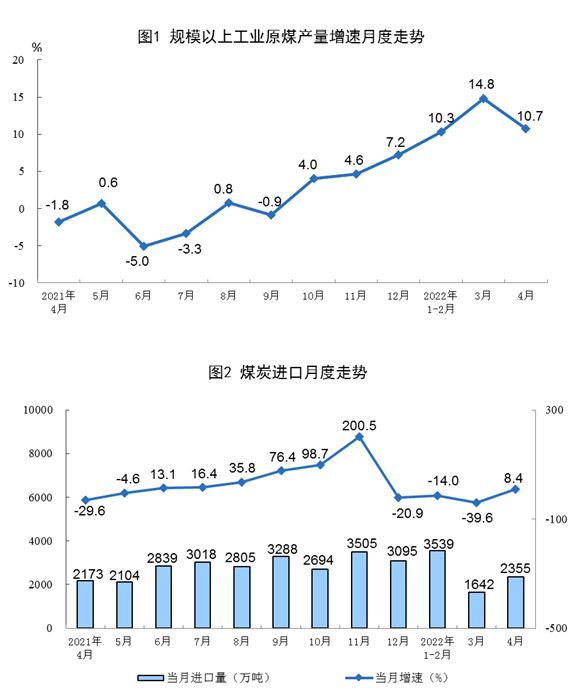 图1 规模以上工业原煤产量增速月度走势
%
20
15
10
5
0
-5
-10
-1.8
0.6
-5.0
-3.3
0.8
-0.9
4.0
4.6
7.2
10.3
14.8
10.7
2021年
4月
5月
6月
7月
8月
9月
10月
11月
12月
2022年
1-2月
3月
4月
图2 煤炭进口月度走势
10000
8000
6000
4000
2000
0
300
-100
-500
-29.6
-4.6
13.1
16.4
35.8
76.4
98.7
200.5
-20.9
-14.0
-39.6
8.4
2173
2104
2839
3018
2805
3288
2694
3505
3095
3539
1642
2355
2021年
4月
5月
6月
7月
8月
9月
10月
11月
12月
2022年
1-2月
3月
4月
当月进口量（万吨）
当月增速（%）